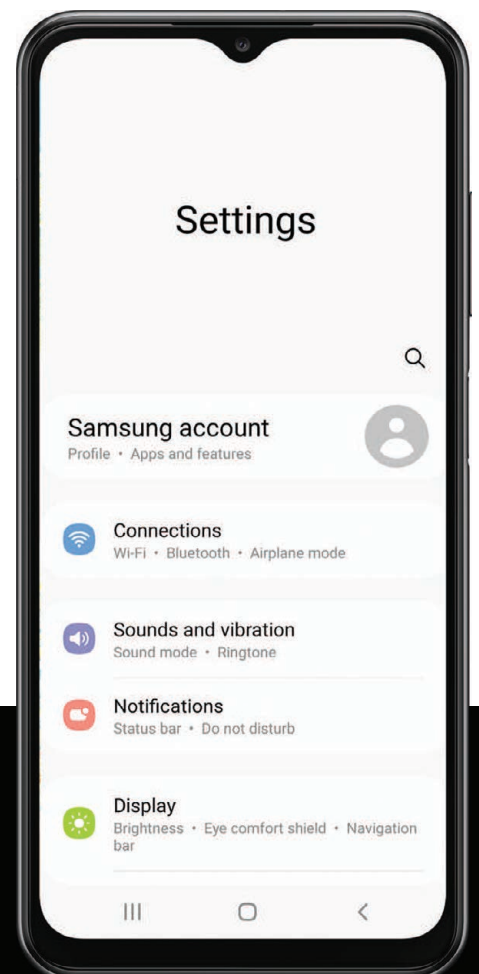 Settings
Samsung account
Profile • Apps and features
Connections
Wi-Fi • Bluetooth • Airplane mode
Sounds and vibration
Sound mode • Ringtone
Notifications
Status bar • Do not disturb
Display
Brightness • Eye comfort shield • Navigation
bar